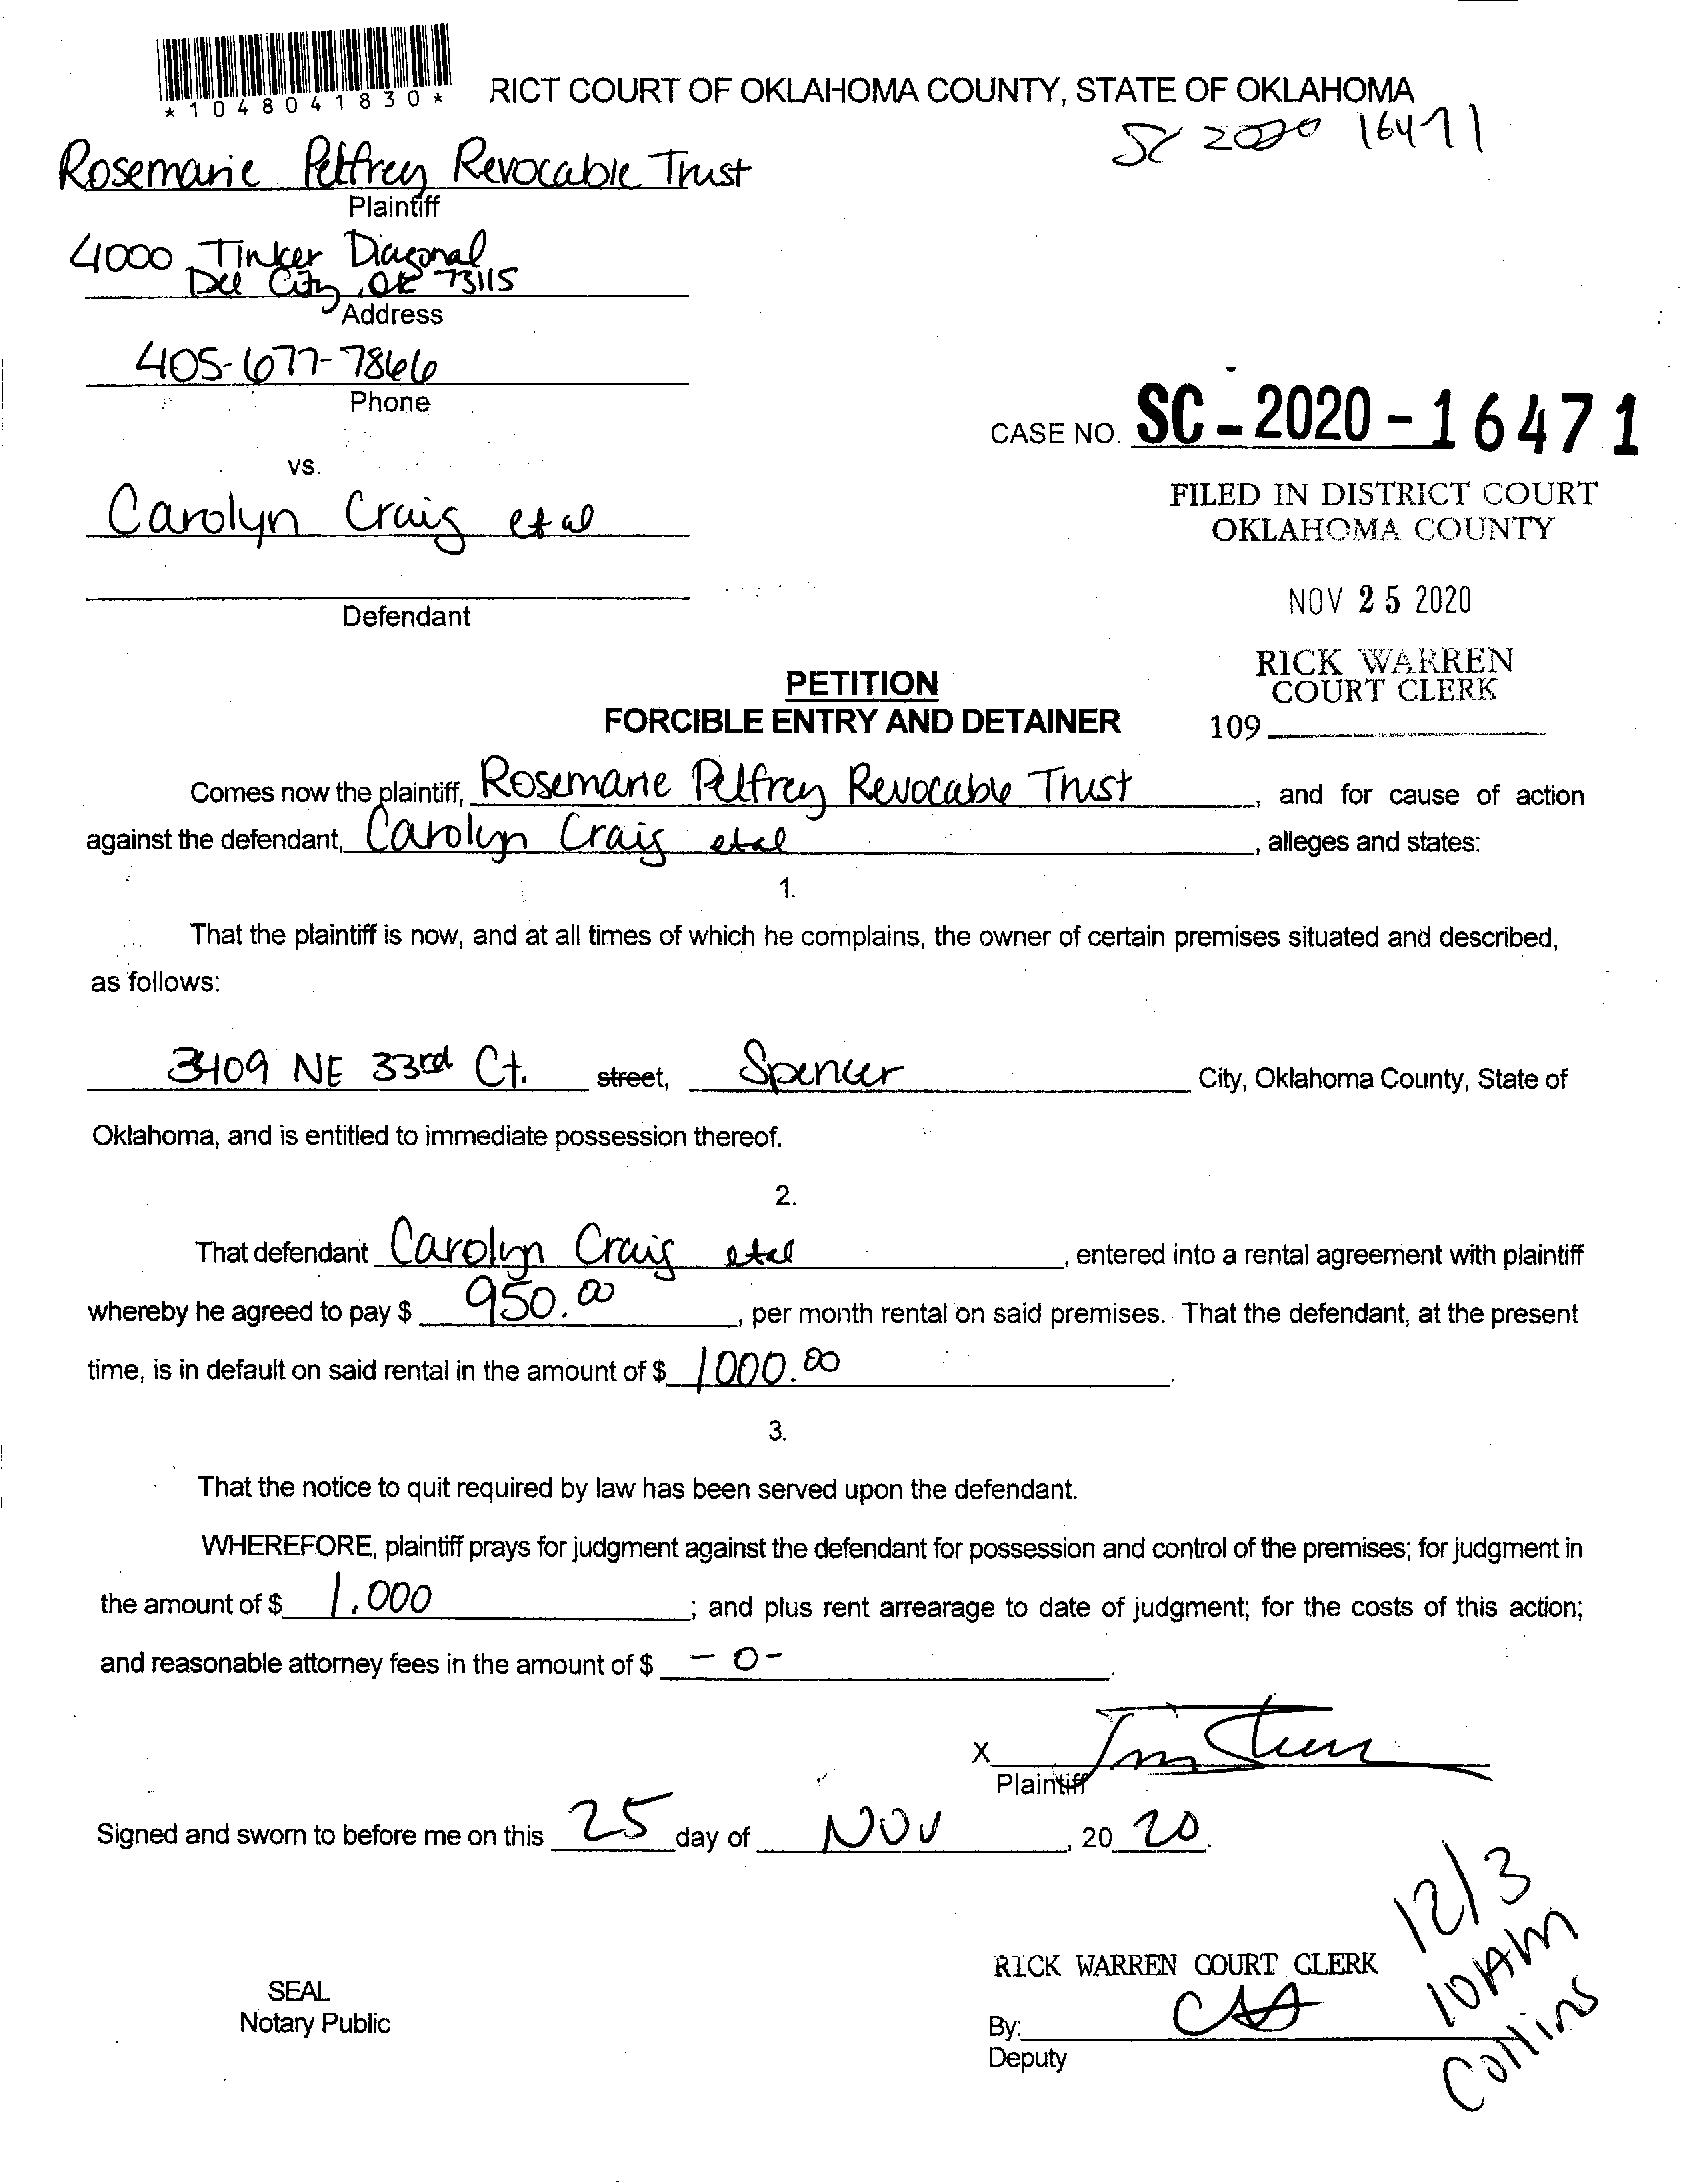 *1048041830*
RICT COURT OF OKLAHOMA COUNTY, STATE OF OKLAHOMA
SC 2020 16471
Rosemarie Pelfrey Revocable Trust
Plaintiff
4000 Tinker Diagonal
Del City, OK 73115
Address
405-677-7866
Phone
CASE NO. SC-2020-16471
vs.
FILED IN DISTRICT COURT
OKLAHOMA COUNTY
Carolyn Craig etal
NOV 25 2020
Defendant
RICK WARREN
COURT CLERK
109
PETITION
FORCIBLE ENTRY AND DETAINER
Comes now the plaintiff, Rosemarie Pelfrey Revocable Trust, and for cause of action
against the defendant, Carolyn Craig etal, alleges and states:
1.
That the plaintiff is now, and at all times of which he complains, the owner of certain premises situated and described,
as follows:
3409 NE 33rd Ct. street, Spencer City, Oklahoma County, State of
Oklahoma, and is entitled to immediate possession thereof.
2.
That defendant Carolyn Craig etal, entered into a rental agreement with plaintiff
whereby he agreed to pay $ 950.00, per month rental on said premises. That the defendant, at the present
time, is in default on said rental in the amount of $ 1000.00.
3.
That the notice to quit required by law has been served upon the defendant.
WHEREFORE, plaintiff prays for judgment against the defendant for possession and control of the premises; for judgment in
the amount of $ 1,000; and plus rent arrearage to date of judgment; for the costs of this action;
and reasonable attorney fees in the amount of $ -0-.
X
Plaintiff
Signed and sworn to before me on this 25 day of NOV, 20 20.
12/3
10AM
Collins
RICK WARREN COURT CLERK
SEAL
Notary Public
By:
Deputy